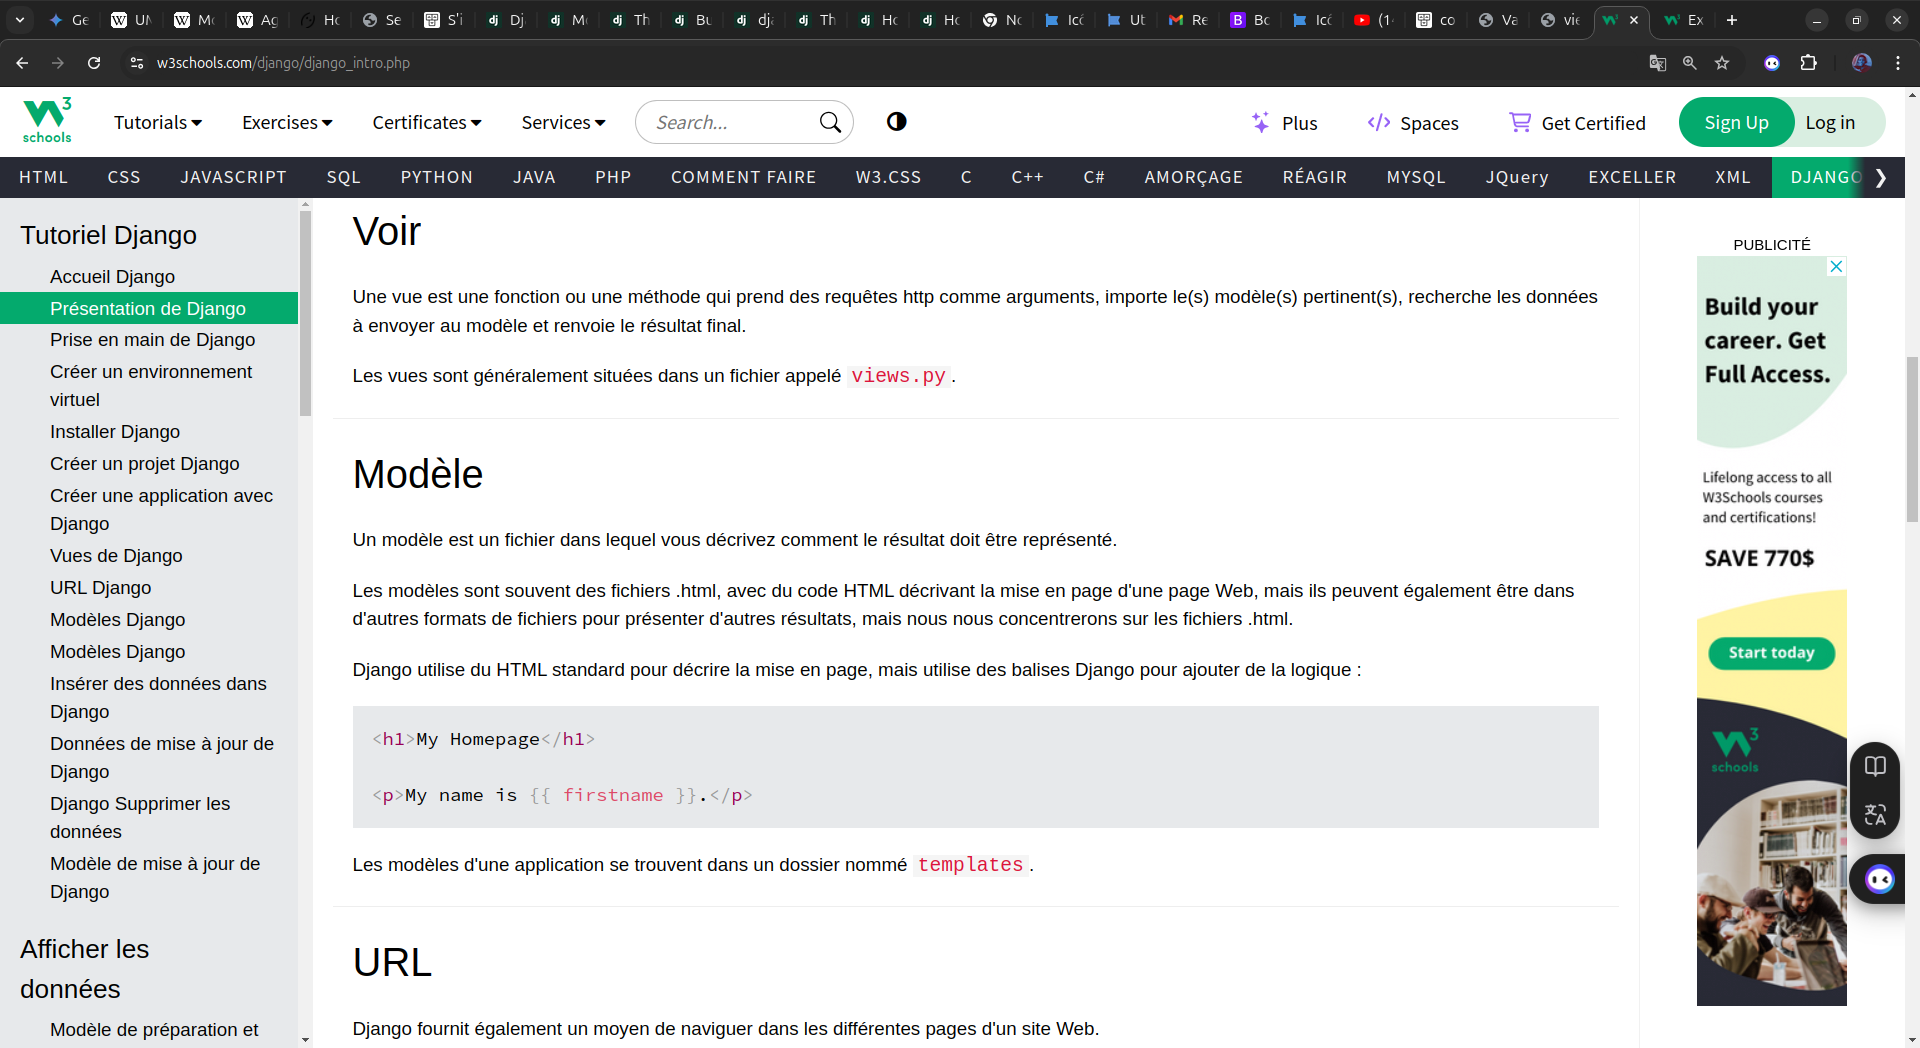 Ge
UM
Mo
Ag
Ho
Se
S'i
Dj
Mo
Th
Bu
dja
Th
Ho
Ho
No
Icô
Ut
Re
Bo
Icô
(1
co
Va
vie
Ex
w3schools.com/django/django_intro.php
W3
schools
Tutorials
Exercises
Certificates
Services
Search...
Plus
Spaces
Get Certified
Sign Up
Log in
HTML
CSS
JAVASCRIPT
SQL
PYTHON
JAVA
PHP
COMMENT FAIRE
W3.CSS
C
C++
C#
AMORÇAGE
RÉAGIR
MYSQL
JQuery
EXCELLER
XML
DJANGO
Tutoriel Django
Accueil Django
Présentation de Django
Prise en main de Django
Créer un environnement
virtuel
Installer Django
Créer un projet Django
Créer une application avec
Django
Vues de Django
URL Django
Modèles Django
Modèles Django
Insérer des données dans
Django
Données de mise à jour de
Django
Django Supprimer les
données
Modèle de mise à jour de
Django
Afficher les
données
Modèle de préparation et
Voir
Une vue est une fonction ou une méthode qui prend des requêtes http comme arguments, importe le(s) modèle(s) pertinent(s), recherche les données
à envoyer au modèle et renvoie le résultat final.
Les vues sont généralement situées dans un fichier appelé views.py.
Modèle
Un modèle est un fichier dans lequel vous décrivez comment le résultat doit être représenté.
Les modèles sont souvent des fichiers .html, avec du code HTML décrivant la mise en page d'une page Web, mais ils peuvent également être dans
d'autres formats de fichiers pour présenter d'autres résultats, mais nous nous concentrerons sur les fichiers .html.
Django utilise du HTML standard pour décrire la mise en page, mais utilise des balises Django pour ajouter de la logique :
<h1>My Homepage</h1>
<p>My name is {{ firstname }}.</p>
Les modèles d'une application se trouvent dans un dossier nommé templates.
URL
Django fournit également un moyen de naviguer dans les différentes pages d'un site Web.
PUBLICITÉ
Build your
career. Get
Full Access.
Lifelong access to all
W3Schools courses
and certifications!
SAVE 770$
Start today
W3
schools